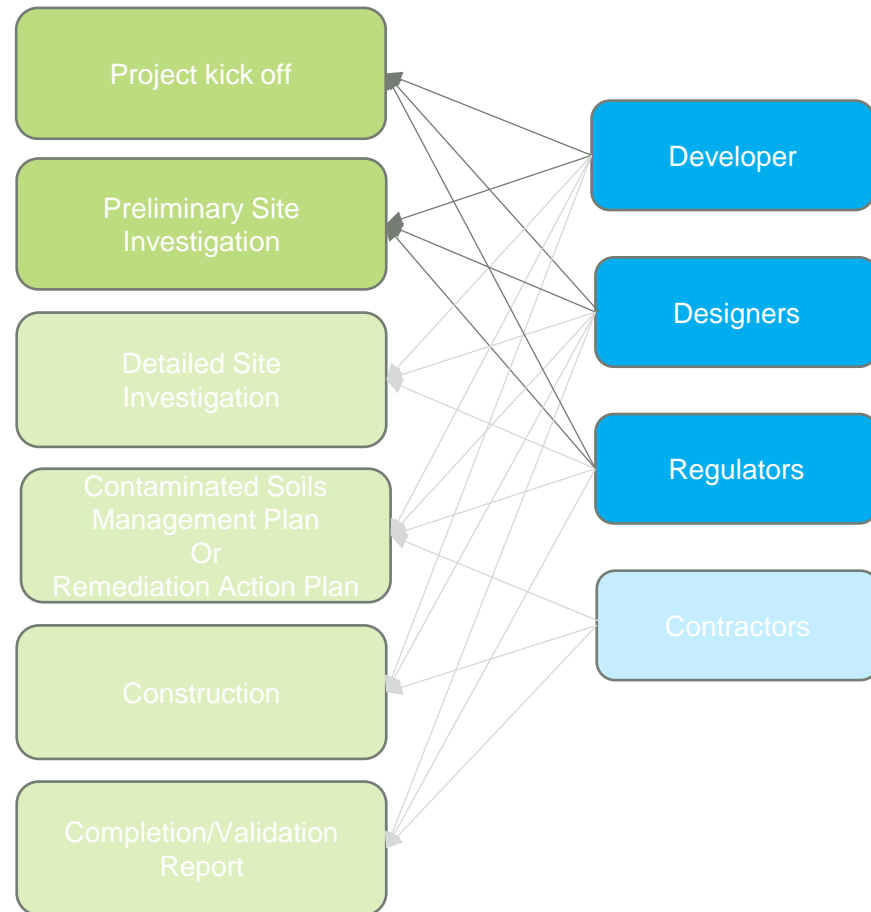 Project kick off
Preliminary Site
Investigation
Detailed Site
Investigation
Contaminated Soils
Management Plan
Or
Remediation Action Plan
Construction
Completion/Validation
Report
Developer
Designers
Regulators
Contractors